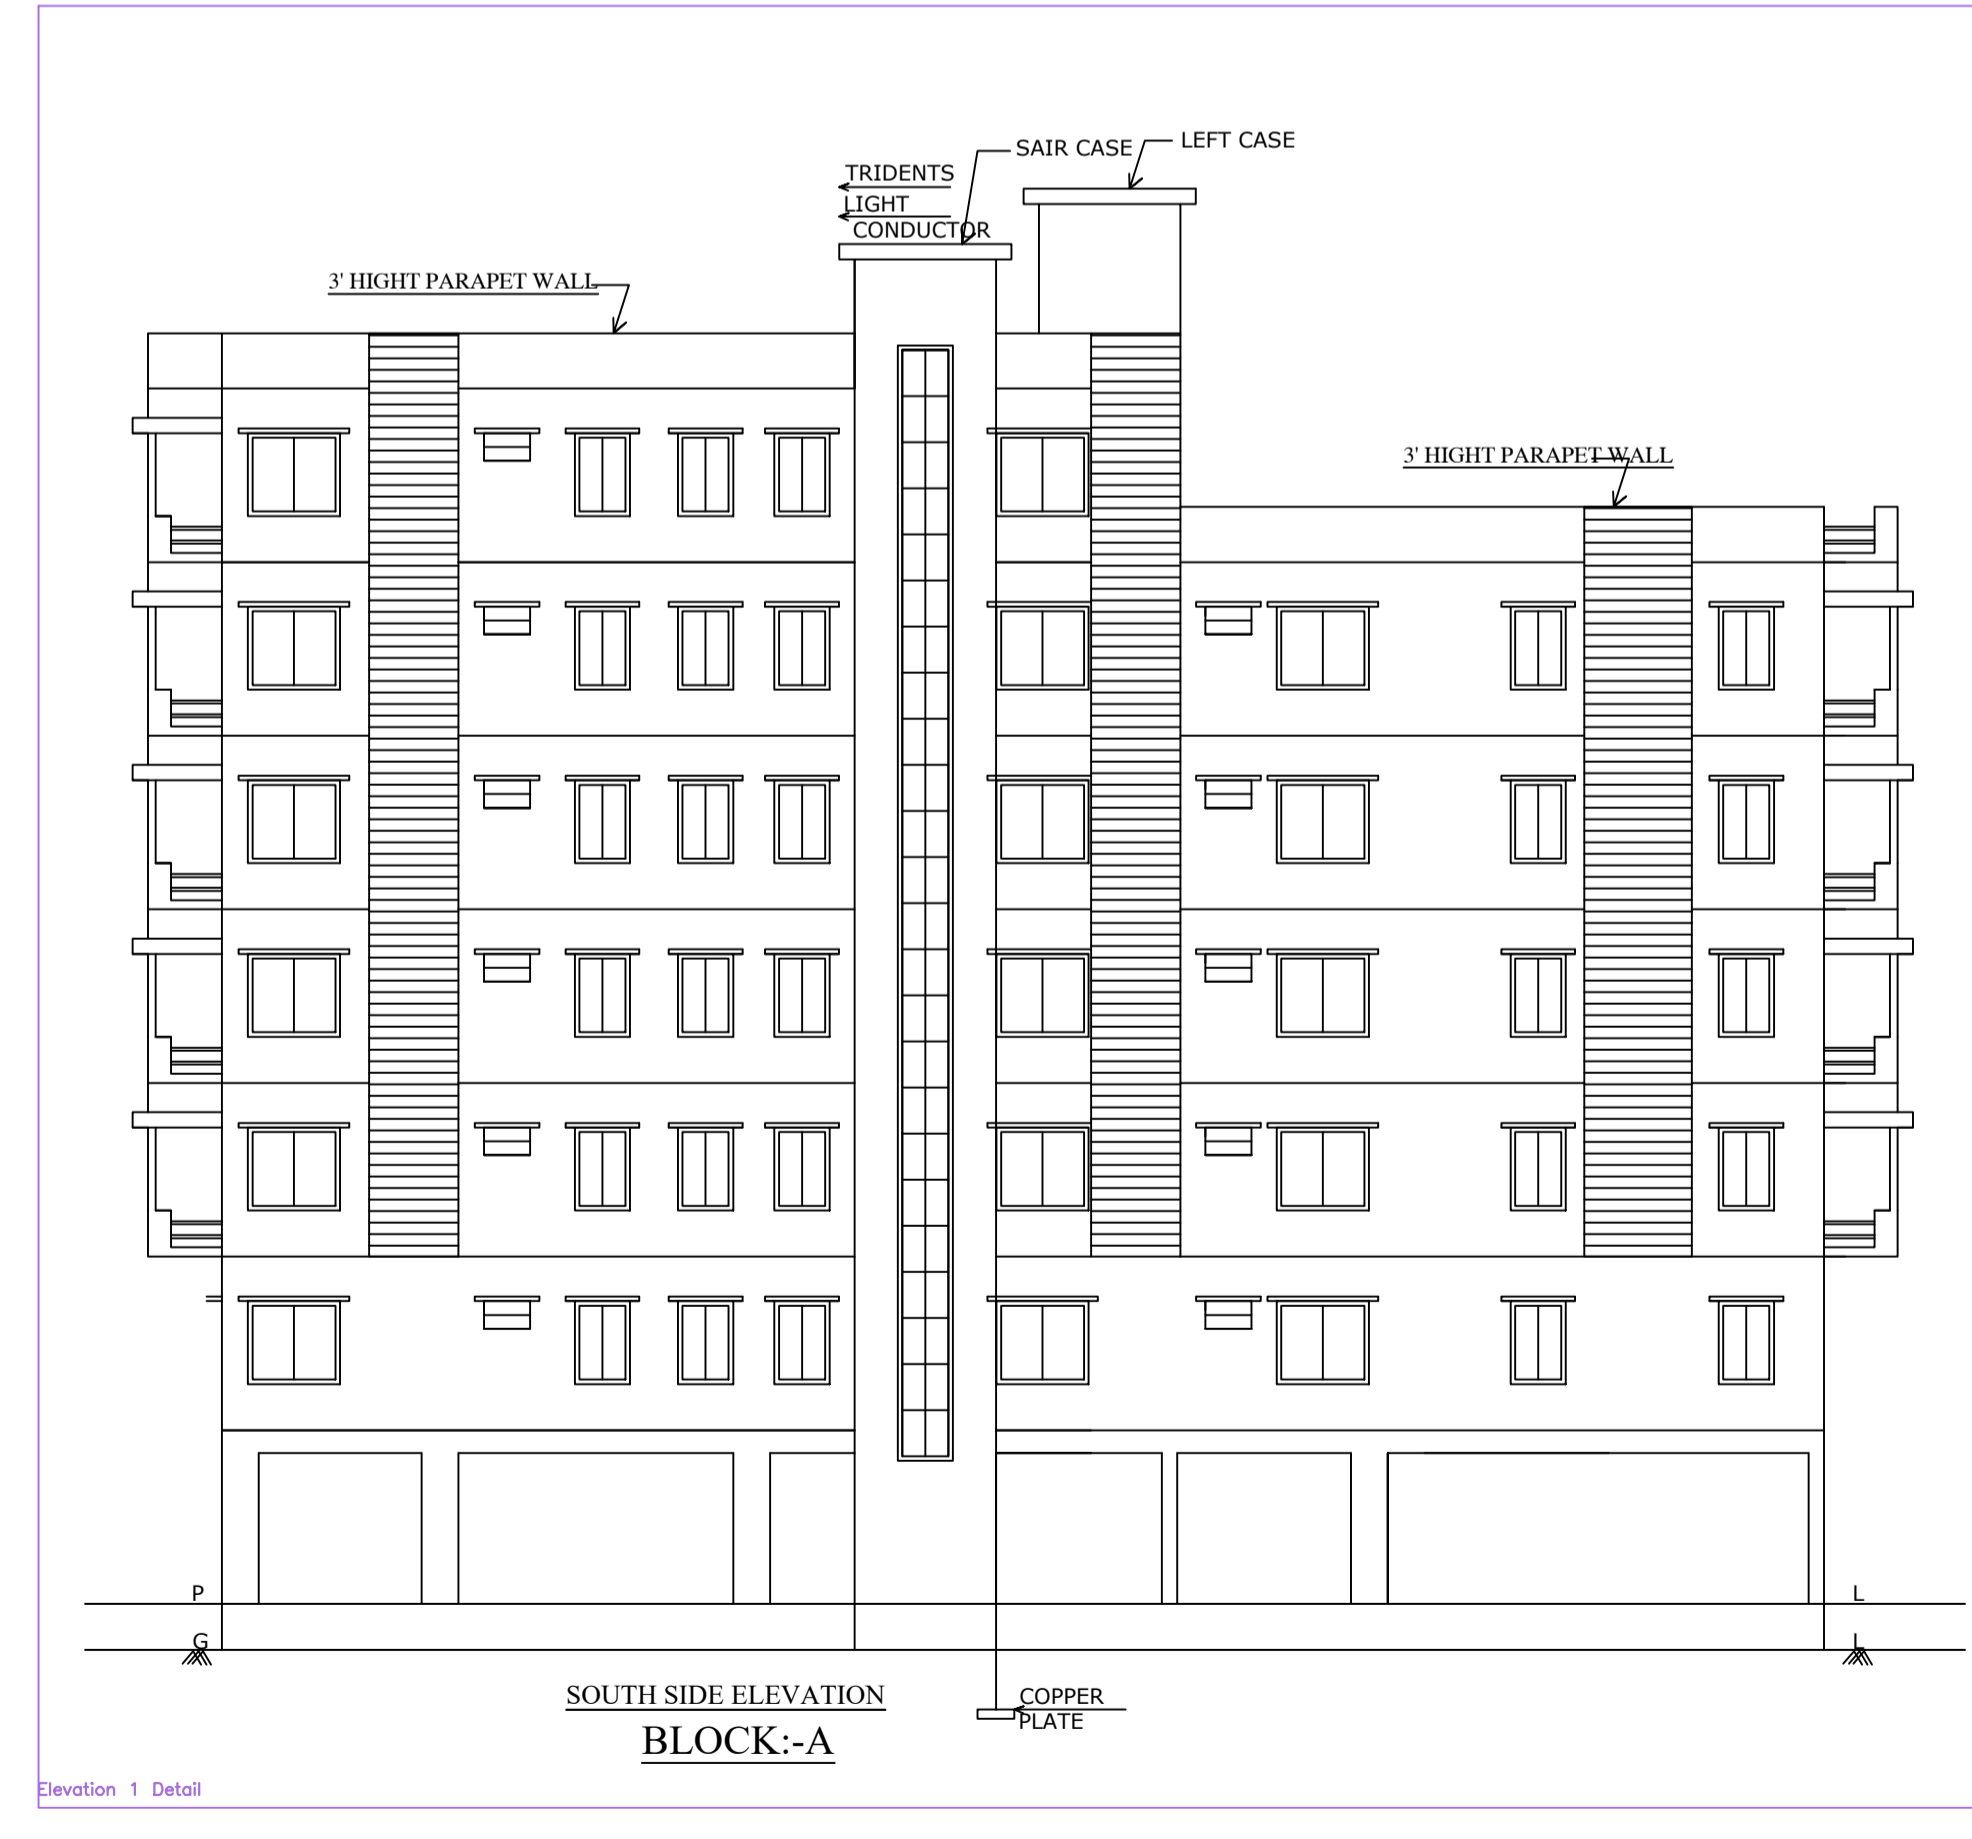 SAIR CASE
LEFT CASE
TRIDENTS
LIGHT
CONDUCTOR
3' HIGHT PARAPET WALL
3' HIGHT PARAPET WALL
P
L
G
L
SOUTH SIDE ELEVATION
BLOCK:-A
COPPER
PLATE
Elevation 1 Detail